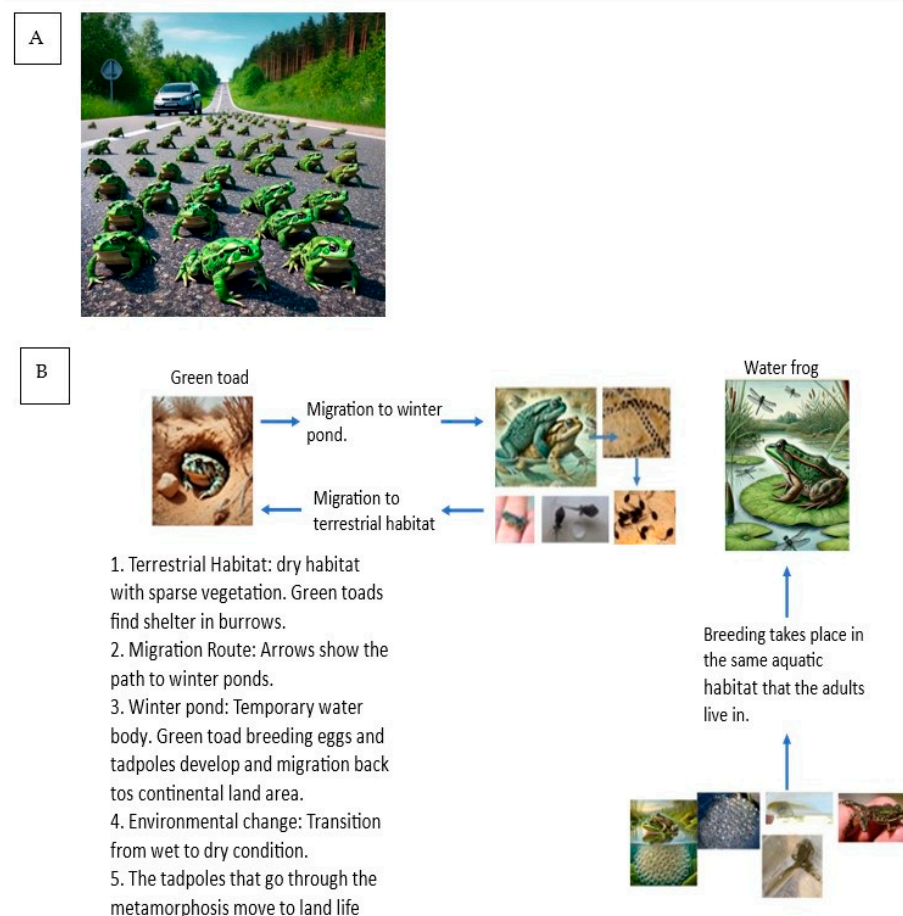 A
B
Green toad
Migration to winter
pond.
Migration to
terrestrial habitat
Water frog
1. Terrestrial Habitat: dry habitat
with sparse vegetation. Green toads
find shelter in burrows.
2. Migration Route: Arrows show the
path to winter ponds.
3. Winter pond: Temporary water
body. Green toad breeding eggs and
tadpoles develop and migration back
tos continental land area.
4. Environmental change: Transition
from wet to dry condition.
5. The tadpoles that go through the
metamorphosis move to land life
Breeding takes place in
the same aquatic
habitat that the adults
live in.